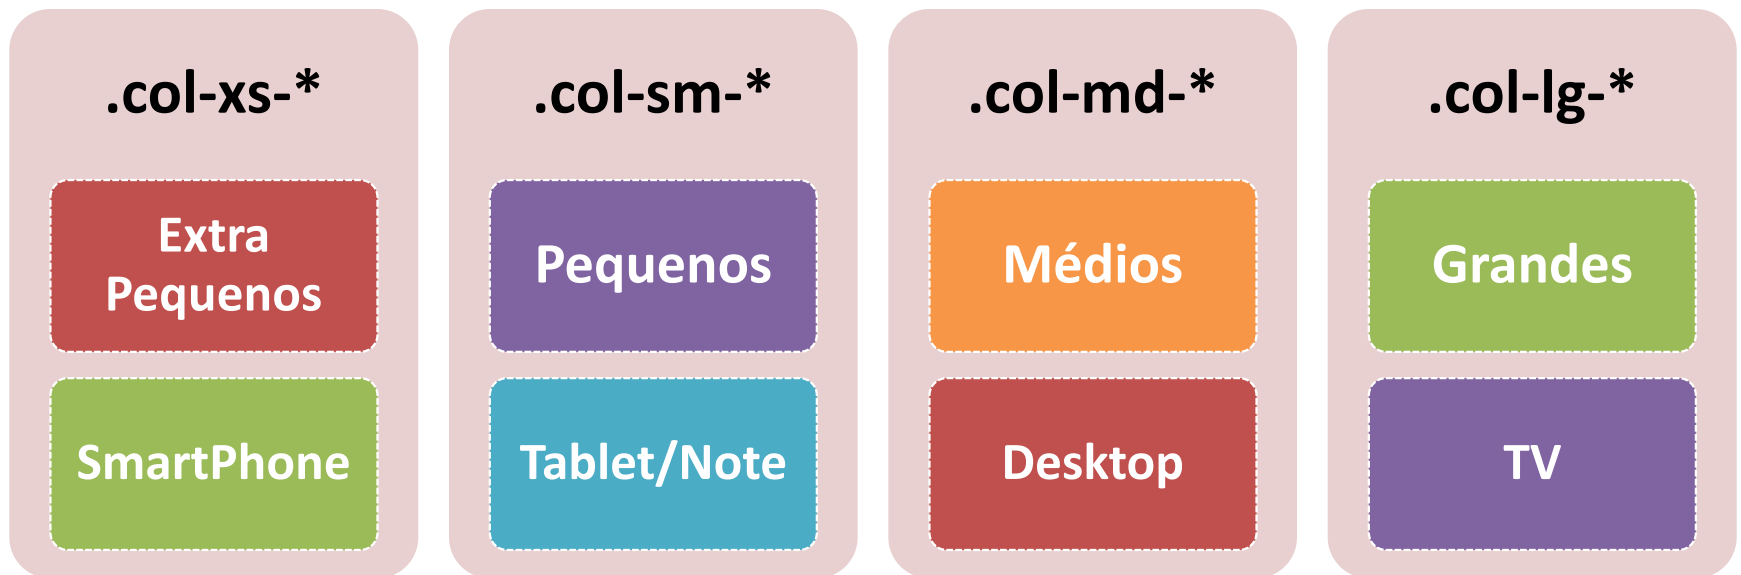 .col-xs-*
Extra
Pequenos
SmartPhone
.col-sm-*
Pequenos
Tablet/Note
.col-md-*
Médios
Desktop
.col-lg-*
Grandes
TV